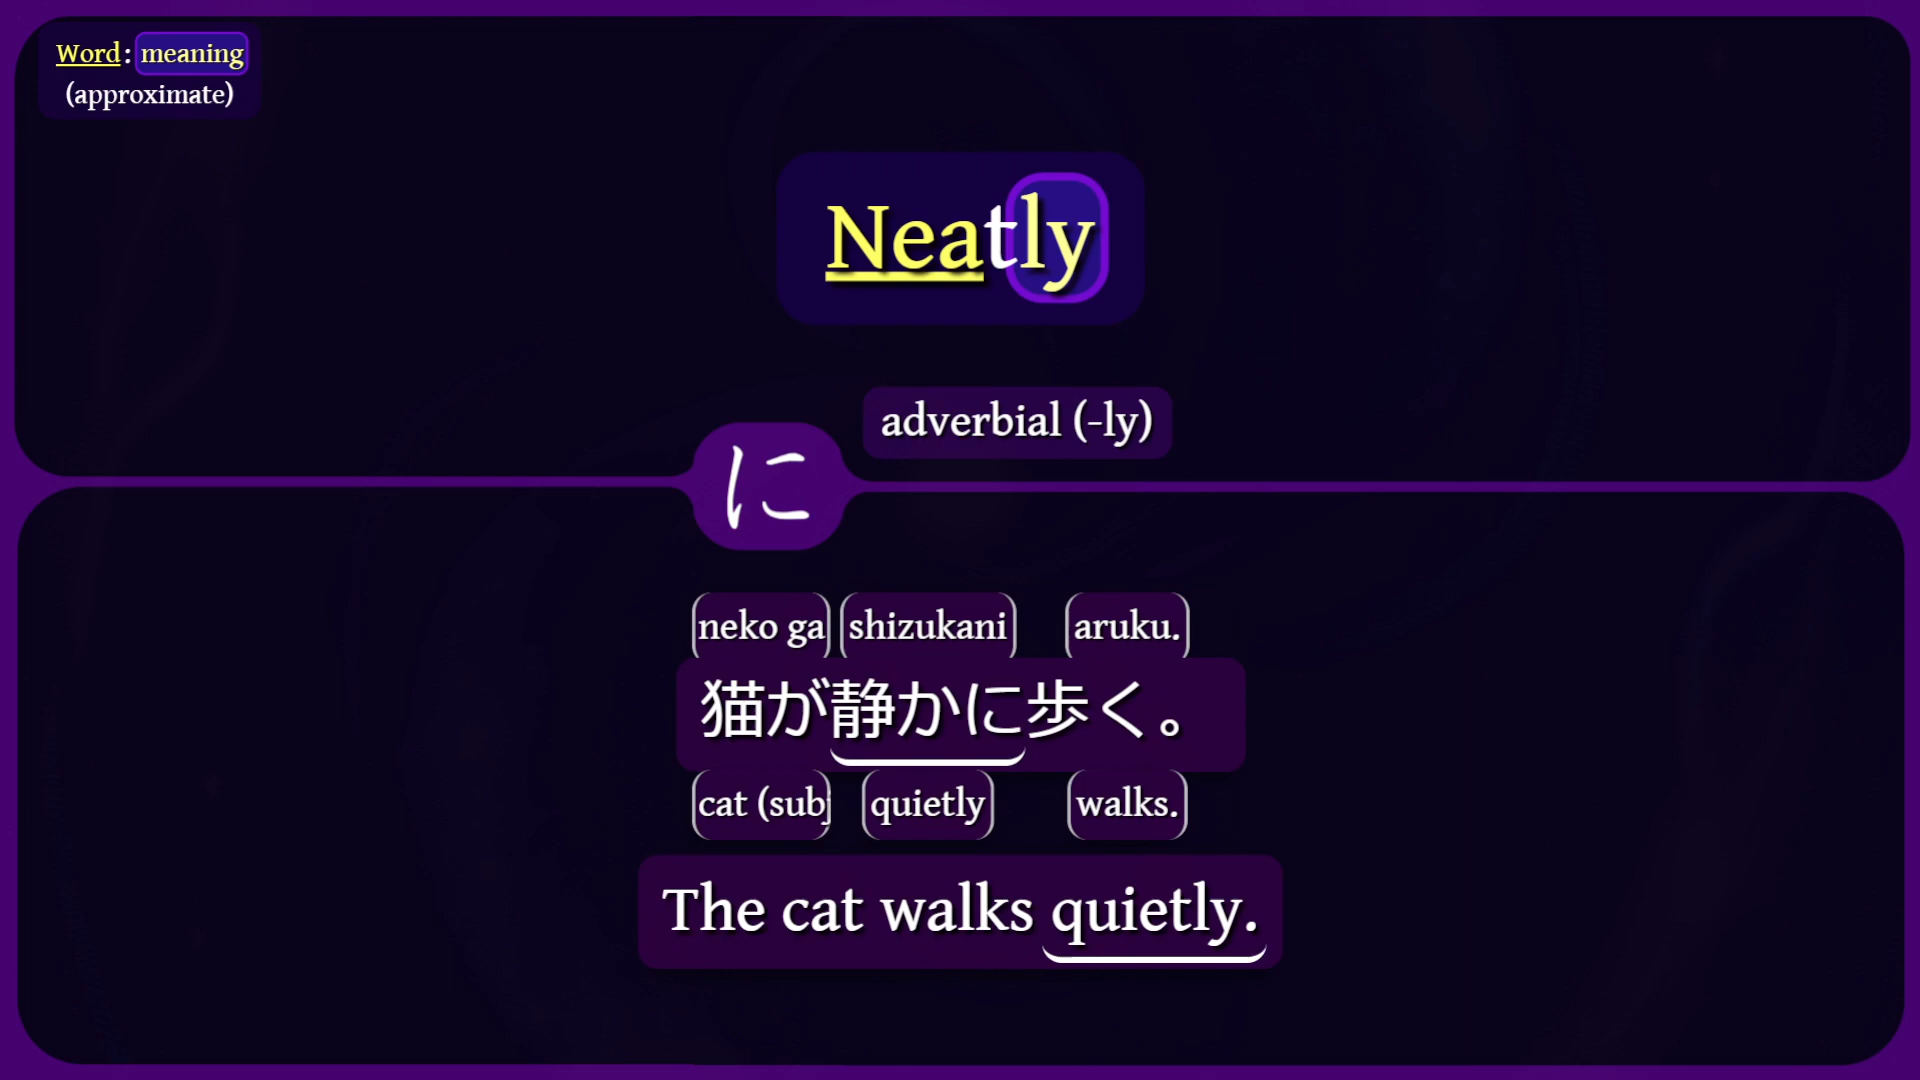 Word: meaning
(approximate)
Neatly
adverbial (-ly)
に
neko ga shizukani aruku.
猫が静かに歩く。
cat (subj quietly walks.
The cat walks quietly.